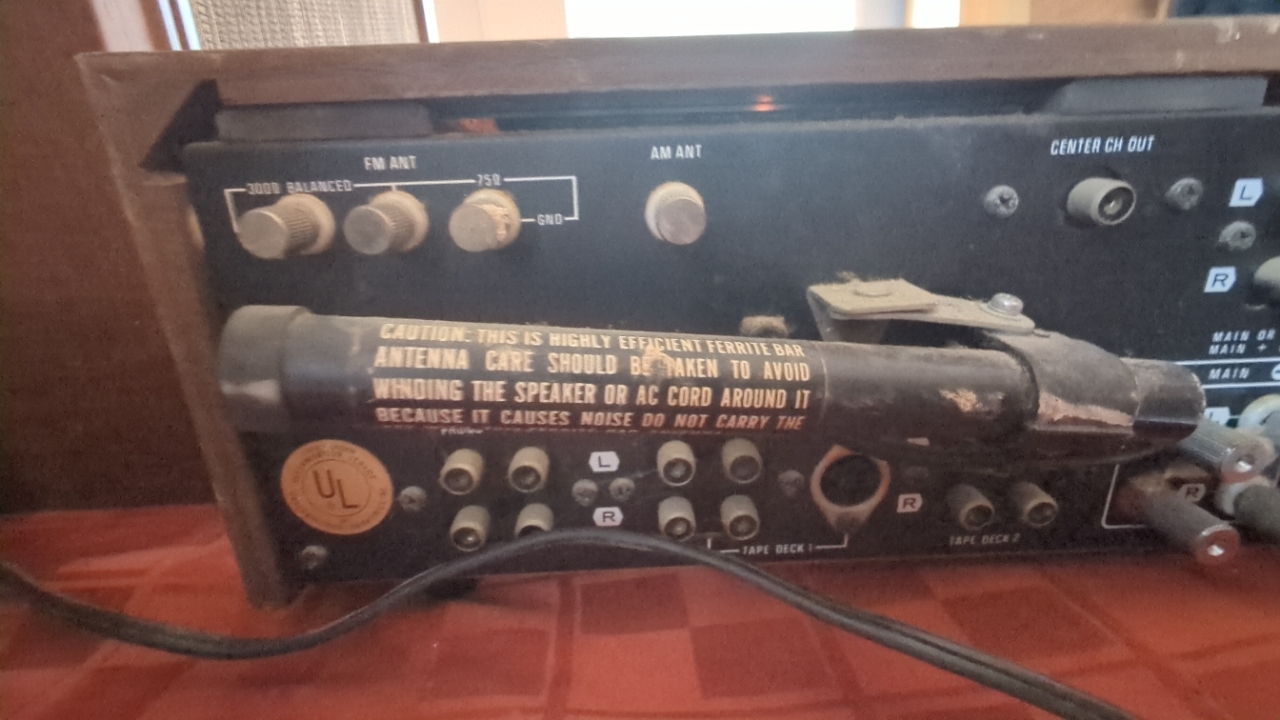 FM ANT
AM ANT
CENTER CH OUT
300Ω BALANCED
75Ω
GND
L
R
CAUTION: THIS IS HIGHLY EFFICIENT FERRITE BAR
ANTENNA CARE SHOULD BE TAKEN TO AVOID
WINDING THE SPEAKER OR AC CORD AROUND IT
BECAUSE IT CAUSES NOISE DO NOT CARRY THE
MAIN OR
MAIN +
MAIN
L
PHONO
UL
L
R
R
R
TAPE DECK 1
TAPE DECK 2